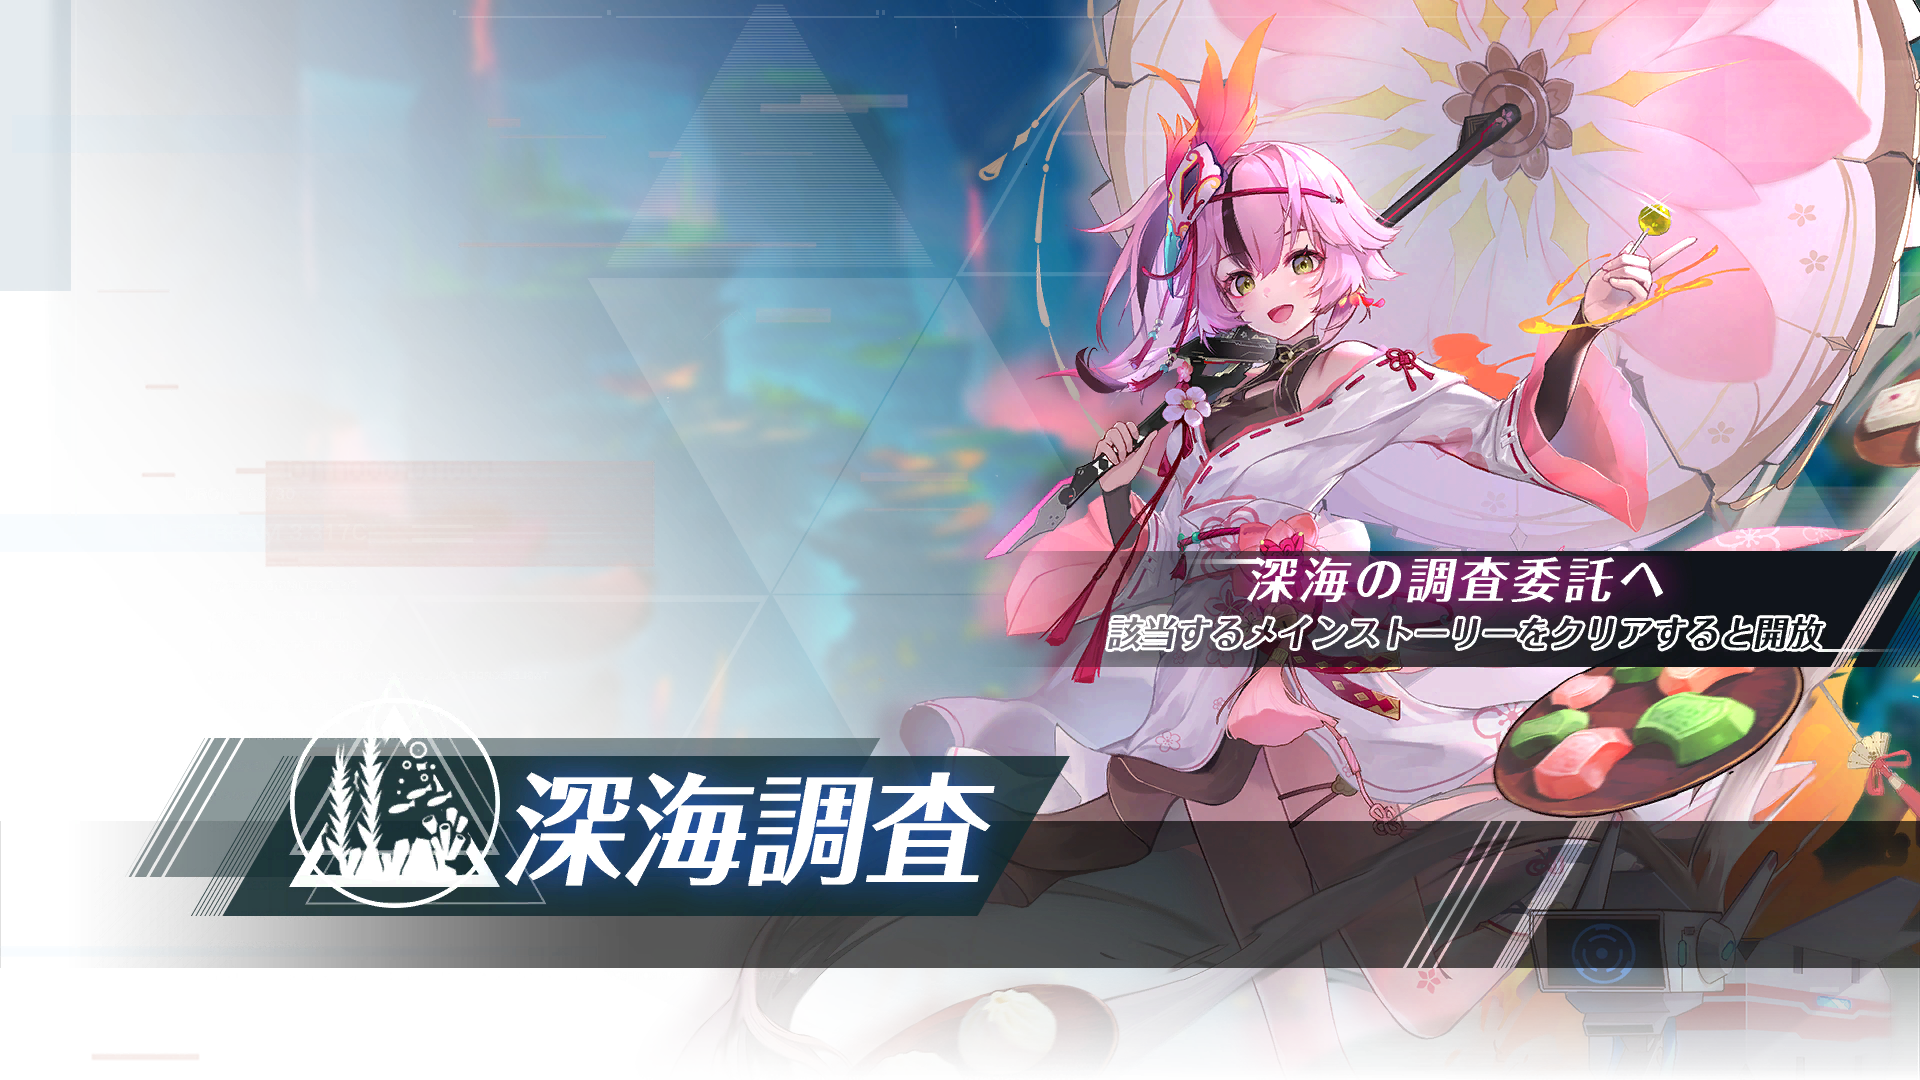 深海の調査委託へ
該当するメインストーリーをクリアすると開放
深海調査